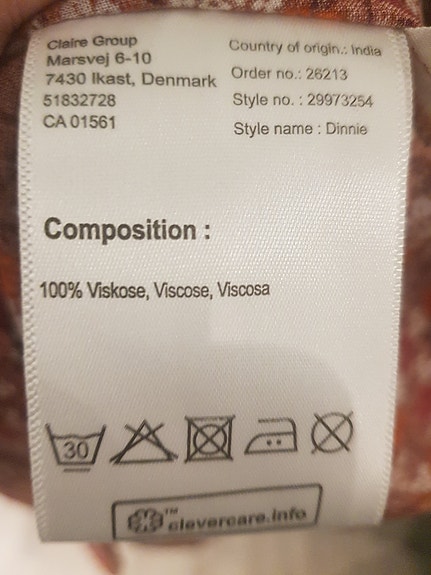 Claire Group
Marsvej 6-10
7430 Ikast, Denmark
51832728
CA 01561
Country of origin.: India
Order no.: 26213
Style no. : 29973254
Style name : Dinnie
Composition :
100% Viskose, Viscose, Viscosa
30
™ clevercare.info